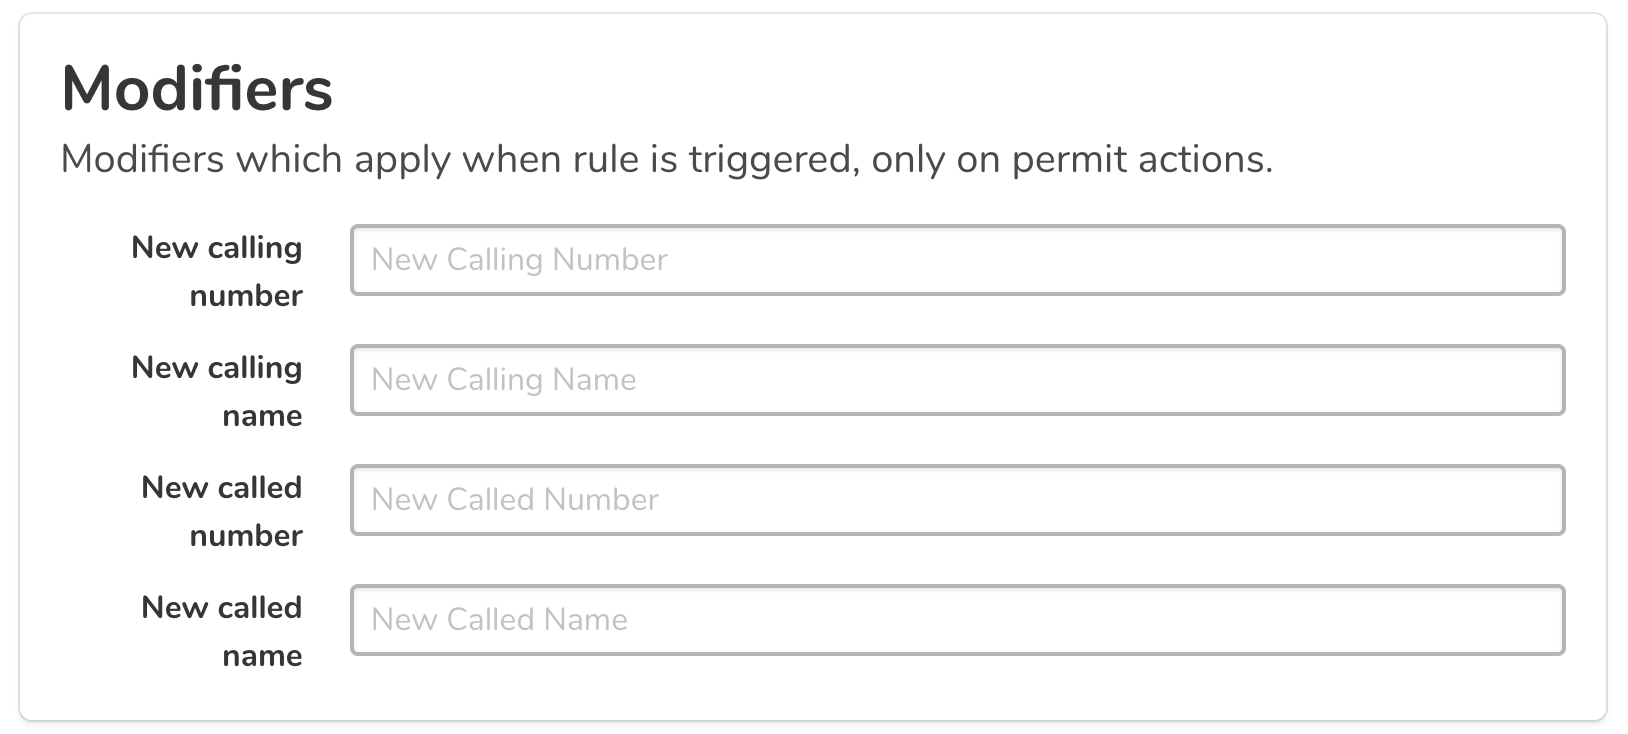 Modifiers
Modifiers which apply when rule is triggered, only on permit actions.
New calling
number
New Calling Number
New calling
name
New Calling Name
New called
number
New Called Number
New called
name
New Called Name